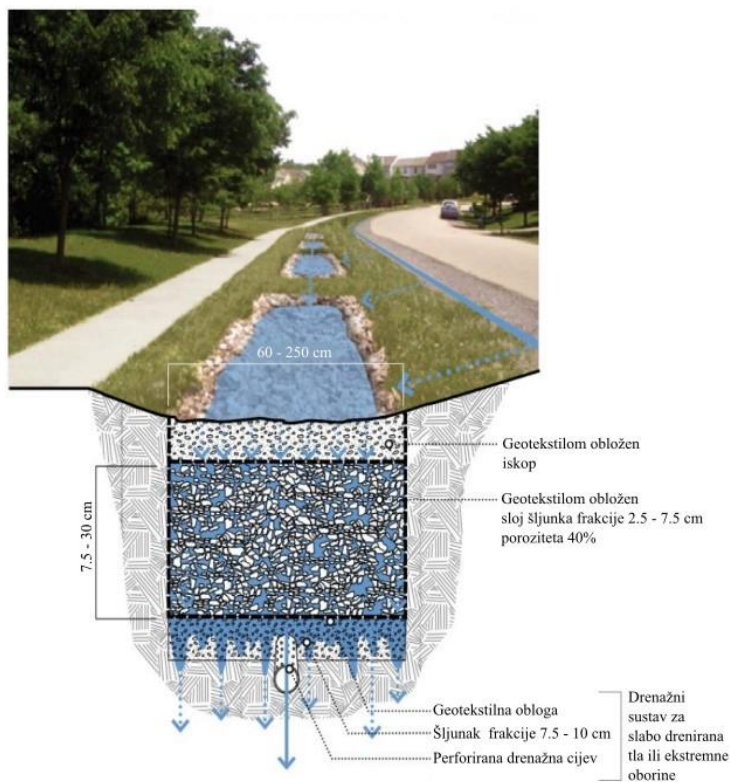 60 - 250 cm
Geotekstilom obložen
iskop
Geotekstilom obložen
sloj šljunka frakcije 2.5 - 7.5 cm
poroziteta 40%
7.5 - 30 cm
Geotekstilna obloga
Šljunak frakcije 7.5 - 10 cm
Perforirana drenažna cijev
Drenažni
sustav za
slabo drenirana
tla ili ekstremne
oborine